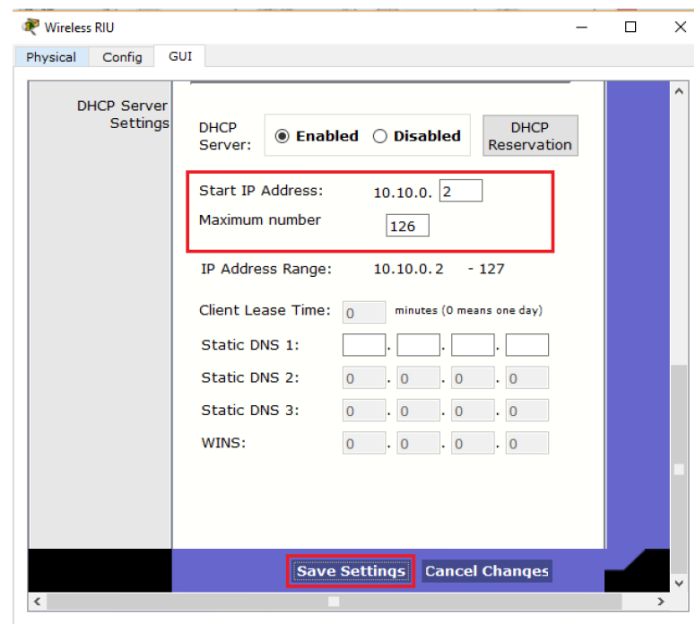 Wireless RIU
Physical Config GUI
DHCP Server
Settings
DHCP
Server:
Enabled Disabled
DHCP
Reservation
Start IP Address: 10.10.0. 2
Maximum number 126
IP Address Range: 10.10.0.2 - 127
Client Lease Time: 0 minutes (0 means one day)
Static DNS 1: . . .
Static DNS 2: 0 . 0 . 0 . 0
Static DNS 3: 0 . 0 . 0 . 0
WINS: 0 . 0 . 0 . 0
Save Settings Cancel Changes